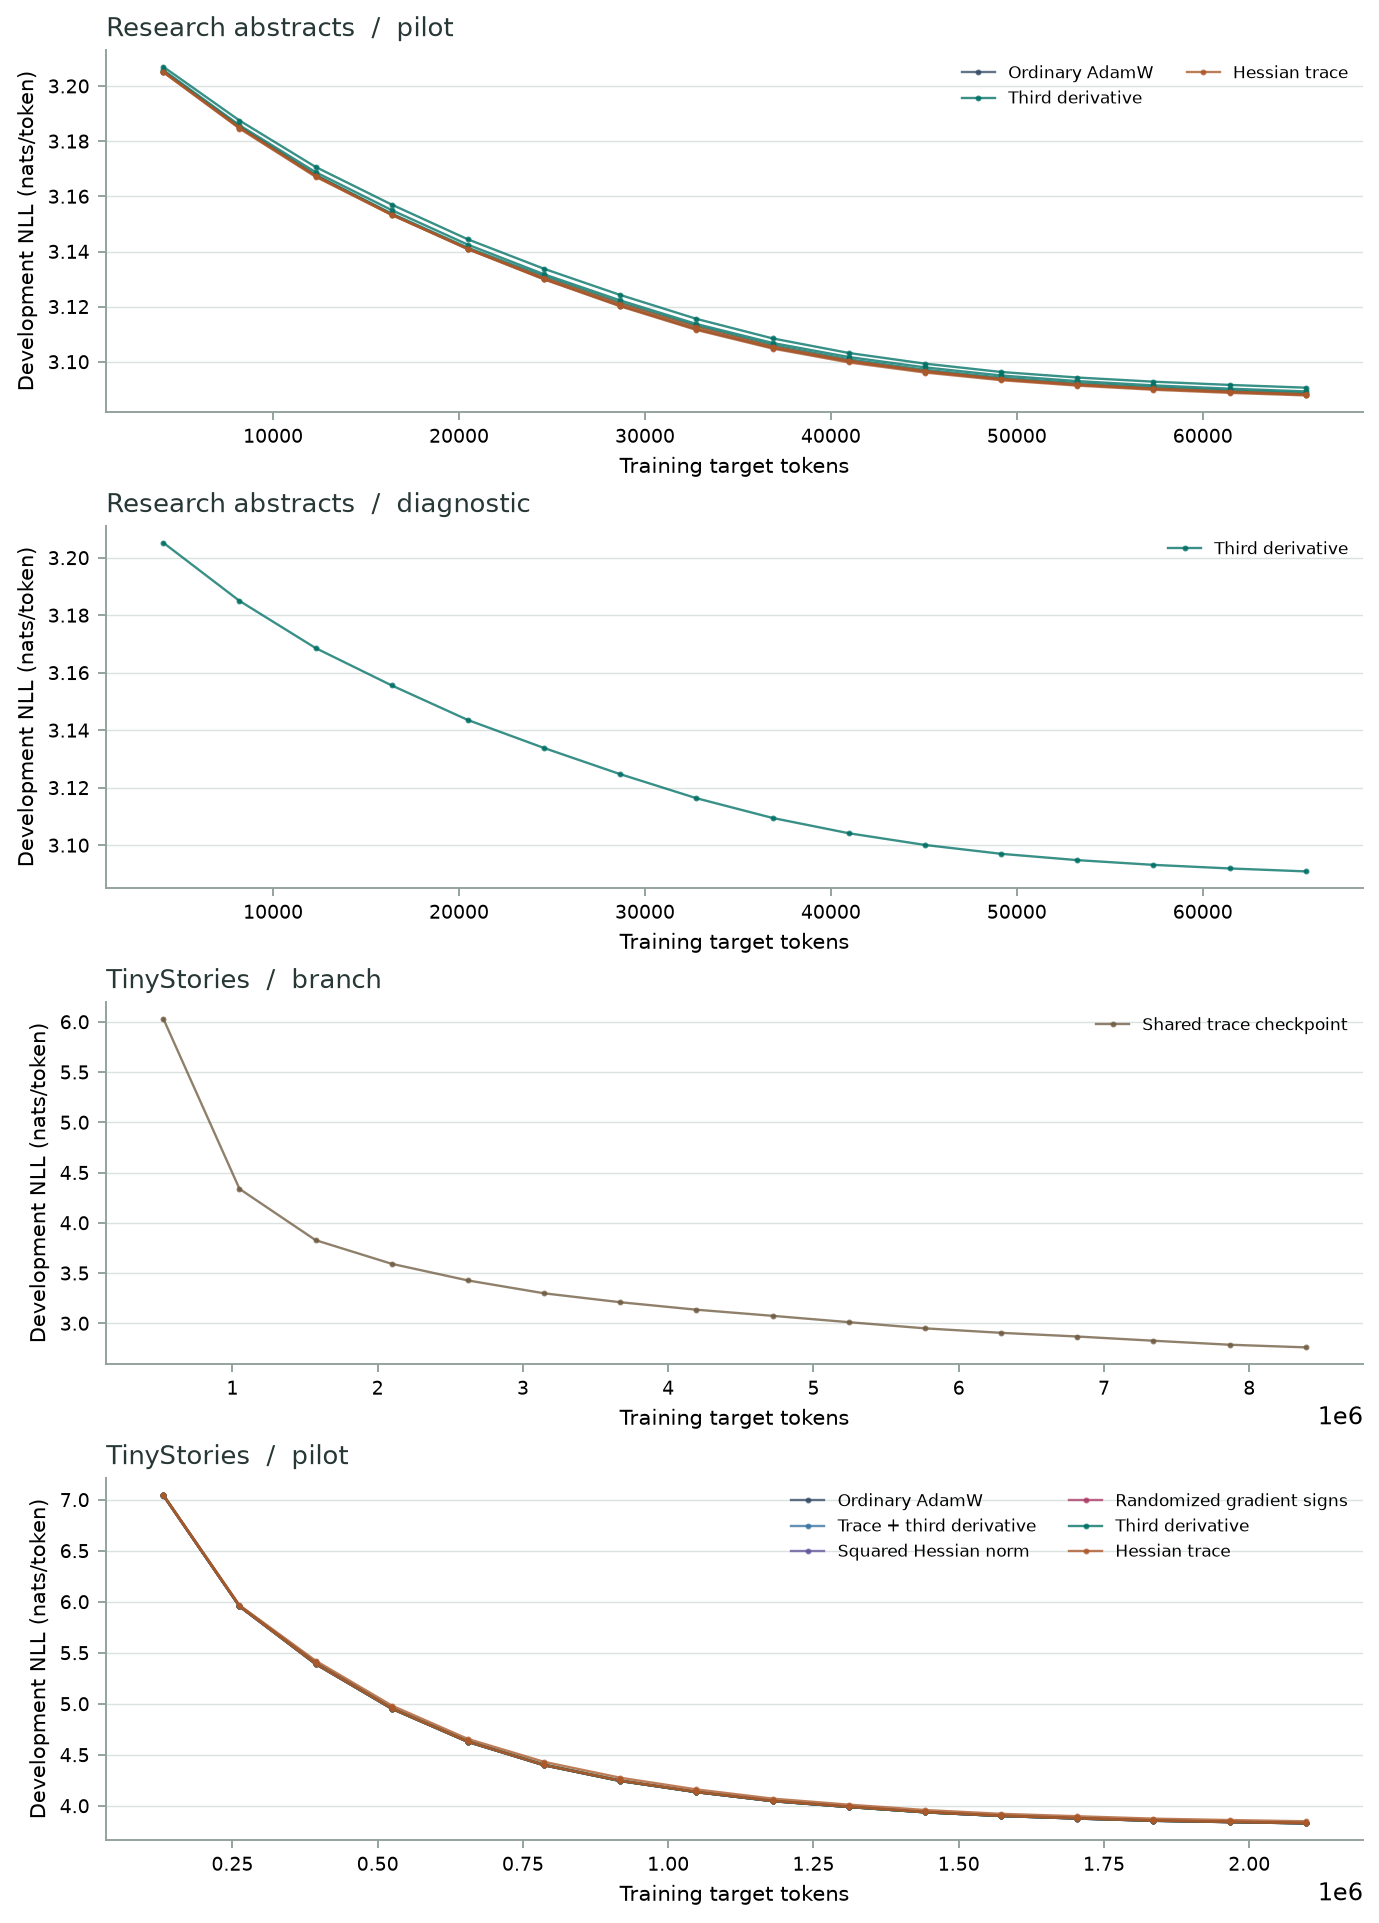 Research abstracts / pilot
Development NLL (nats/token)
3.20
3.18
3.16
3.14
3.12
3.10
Ordinary AdamW
Third derivative
Hessian trace
10000 20000 30000 40000 50000 60000
Training target tokens
Research abstracts / diagnostic
Development NLL (nats/token)
3.20
3.18
3.16
3.14
3.12
3.10
Third derivative
10000 20000 30000 40000 50000 60000
Training target tokens
TinyStories / branch
Development NLL (nats/token)
6.0
5.5
5.0
4.5
4.0
3.5
3.0
Shared trace checkpoint
1 2 3 4 5 6 7 8
1e6
Training target tokens
TinyStories / pilot
Development NLL (nats/token)
7.0
6.5
6.0
5.5
5.0
4.5
4.0
Ordinary AdamW
Trace + third derivative
Squared Hessian norm
Randomized gradient signs
Third derivative
Hessian trace
0.25 0.50 0.75 1.00 1.25 1.50 1.75 2.00
1e6
Training target tokens